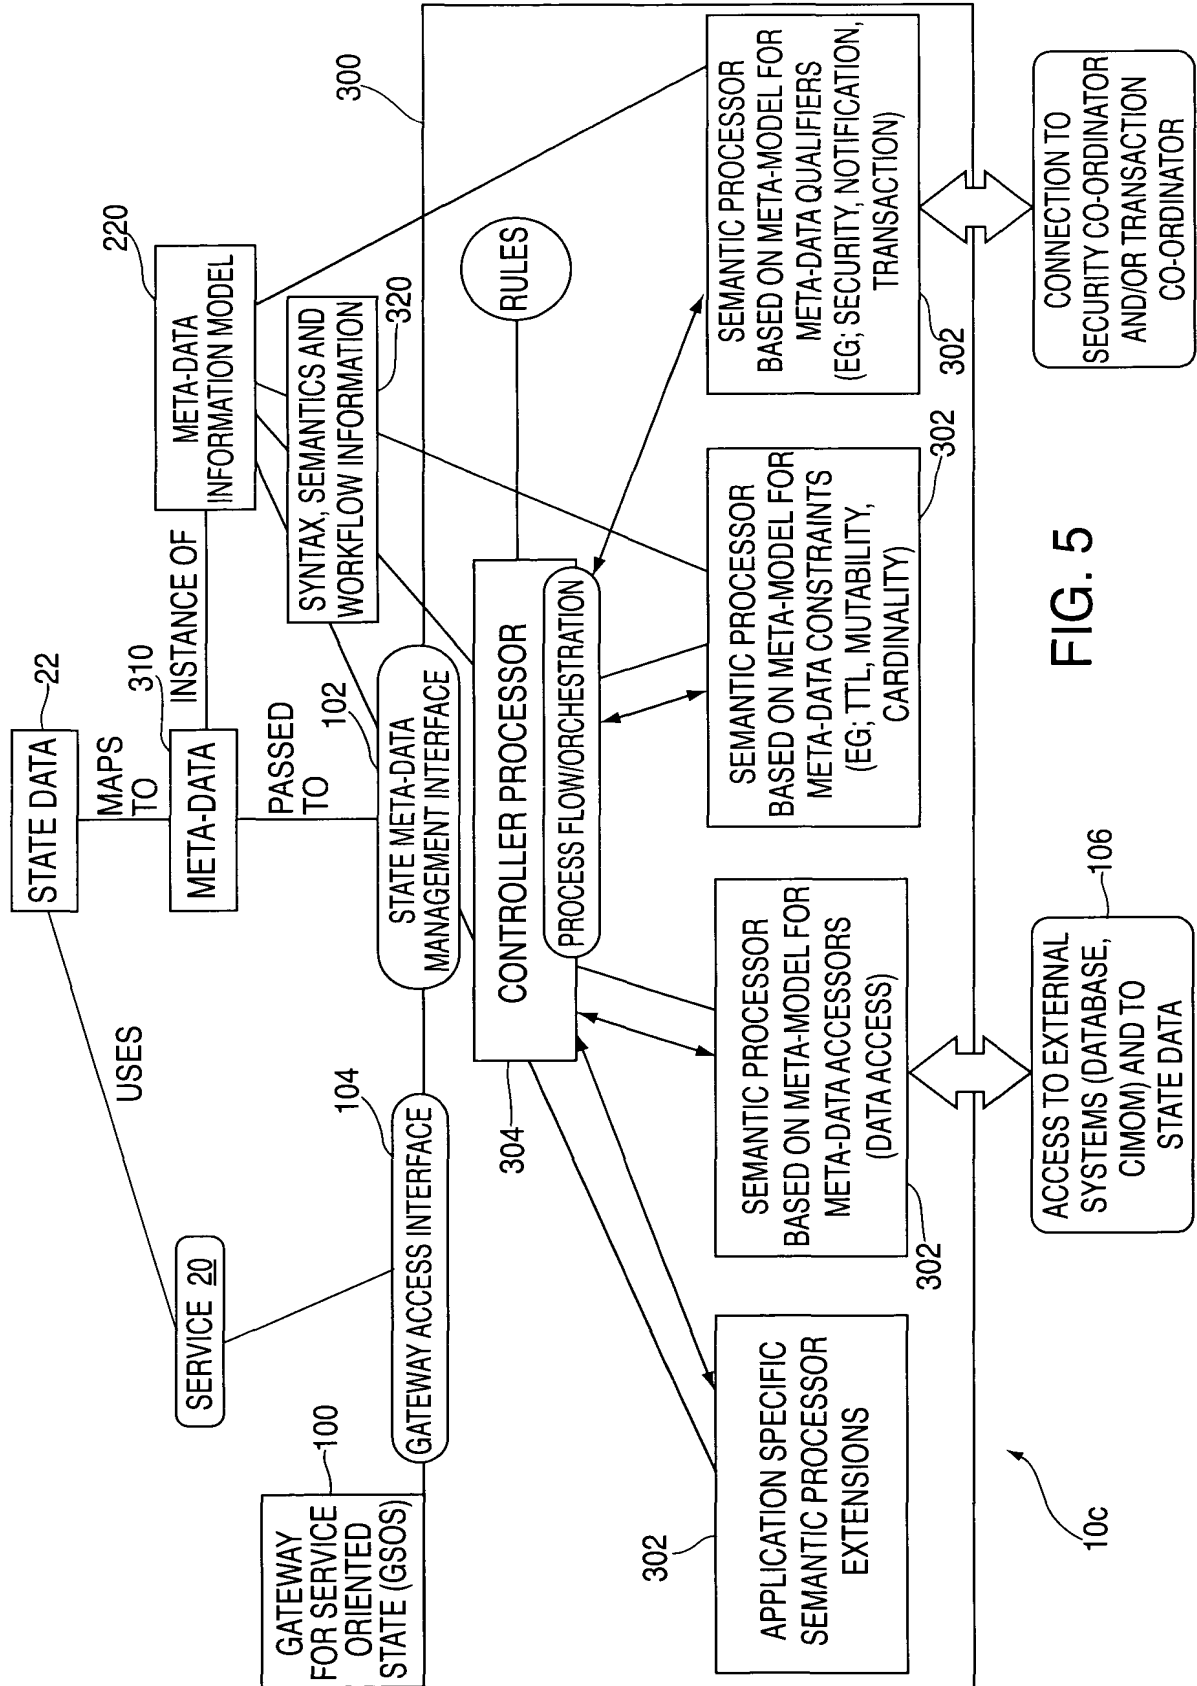 STATE DATA
22
MAPS
TO
310
META-DATA
INSTANCE OF
220
META-DATA
INFORMATION MODEL
USES
SERVICE 20
PASSED
TO
SYNTAX, SEMANTICS AND
WORKFLOW INFORMATION
320
GATEWAY
FOR SERVICE
ORIENTED
STATE (GSOS)
100
104
GATEWAY ACCESS INTERFACE
102
STATE META-DATA
MANAGEMENT INTERFACE
300
304
CONTROLLER PROCESSOR
PROCESS FLOW/ORCHESTRATION
RULES
302
APPLICATION SPECIFIC
SEMANTIC PROCESSOR
EXTENSIONS
SEMANTIC PROCESSOR
BASED ON META-MODEL FOR
META-DATA ACCESSORS
(DATA ACCESS)
302
SEMANTIC PROCESSOR
BASED ON META-MODEL FOR
META-DATA CONSTRAINTS
(EG; TTL, MUTABILITY,
CARDINALITY)
302
SEMANTIC PROCESSOR
BASED ON META-MODEL FOR
META-DATA QUALIFIERS
(EG; SECURITY, NOTIFICATION,
TRANSACTION)
302
10c
ACCESS TO EXTERNAL
SYSTEMS (DATABASE,
CIMOM) AND TO
STATE DATA
106
CONNECTION TO
SECURITY CO-ORDINATOR
AND/OR TRANSACTION
CO-ORDINATOR
FIG. 5